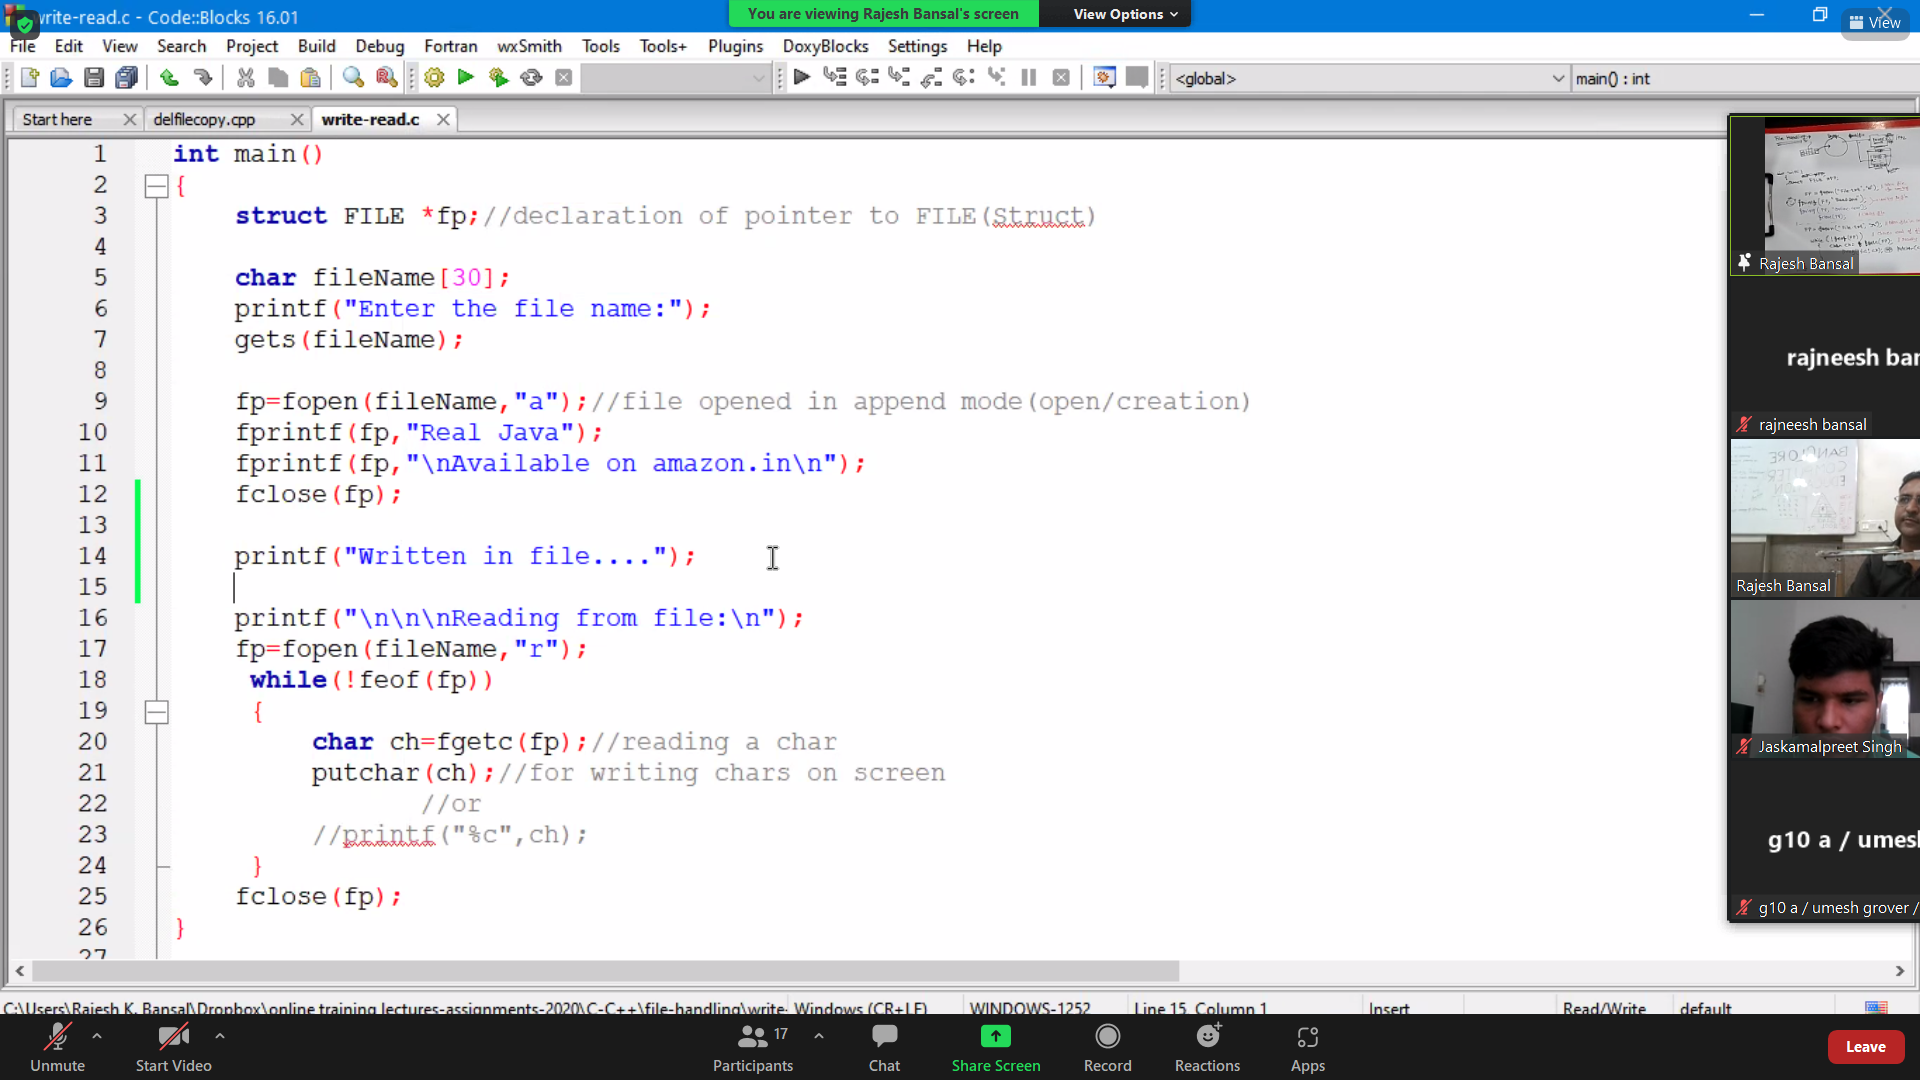 write-read.c - Code::Blocks 16.01
You are viewing Rajesh Bansal's screen
View Options
View
File Edit View Search Project Build Debug Fortran wxSmith Tools Tools+ Plugins DoxyBlocks Settings Help
<global>
main() : int
Start here
delfilecopy.cpp
write-read.c
1 int main()
2 {
3 struct FILE *fp;//declaration of pointer to FILE(Struct)
4
5 char fileName[30];
6 printf("Enter the file name:");
7 gets(fileName);
8
9 fp=fopen(fileName,"a");//file opened in append mode(open/creation)
10 fprintf(fp,"Real Java");
11 fprintf(fp,"\nAvailable on amazon.in\n");
12 fclose(fp);
13
14 printf("Written in file....");
15
16 printf("\n\n\nReading from file:\n");
17 fp=fopen(fileName,"r");
18 while(!feof(fp))
19 {
20 char ch=fgetc(fp);//reading a char
21 putchar(ch);//for writing chars on screen
22 //or
23 //printf("%c",ch);
24 }
25 fclose(fp);
26 }
27
Rajesh Bansal
rajneesh ban
rajneesh bansal
Rajesh Bansal
Jaskamalpreet Singh
g10 a / umesh
g10 a / umesh grover /
C:\Users\Rajesh K. Bansal\Dropbox\online training lectures-assignments-2020\C-C++\file-handling\write- Windows (CR+LF) WINDOWS-1252 Line 15, Column 1 Insert Read/Write default
Unmute
Start Video
17
Participants
Chat
Share Screen
Record
Reactions
Apps
Leave